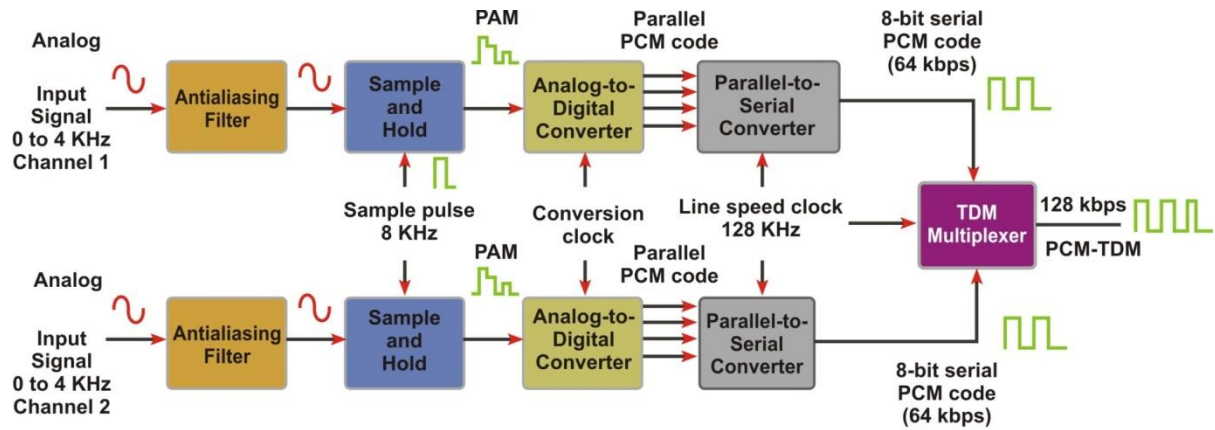 Analog
Input
Signal
0 to 4 KHz
Channel 1
Antialiasing
Filter
Sample
and
Hold
PAM
Analog-to-
Digital
Converter
Parallel
PCM code
Parallel-to-
Serial
Converter
8-bit serial
PCM code
(64 kbps)
Sample pulse
8 KHz
Conversion
clock
Line speed clock
128 KHz
TDM
Multiplexer
128 kbps
PCM-TDM
Analog
Input
Signal
0 to 4 KHz
Channel 2
Antialiasing
Filter
Sample
and
Hold
PAM
Analog-to-
Digital
Converter
Parallel
PCM code
Parallel-to-
Serial
Converter
8-bit serial
PCM code
(64 kbps)